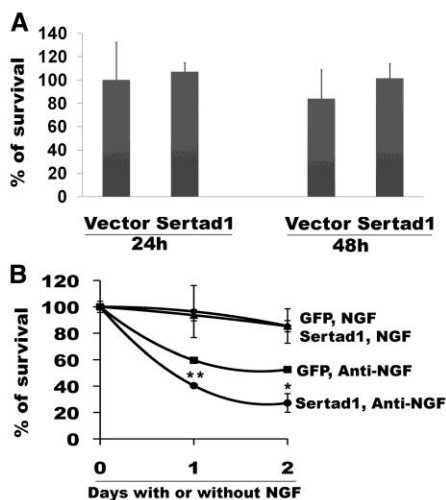 A
% of survival
140
120
100
80
60
40
20
0
Vector Sertad1 Vector Sertad1
24h 48h
B
% of survival
120
100
80
60
40
20
0
GFP, NGF
Sertad1, NGF
GFP, Anti-NGF
**
*
Sertad1, Anti-NGF
0 1 2
Days with or without NGF